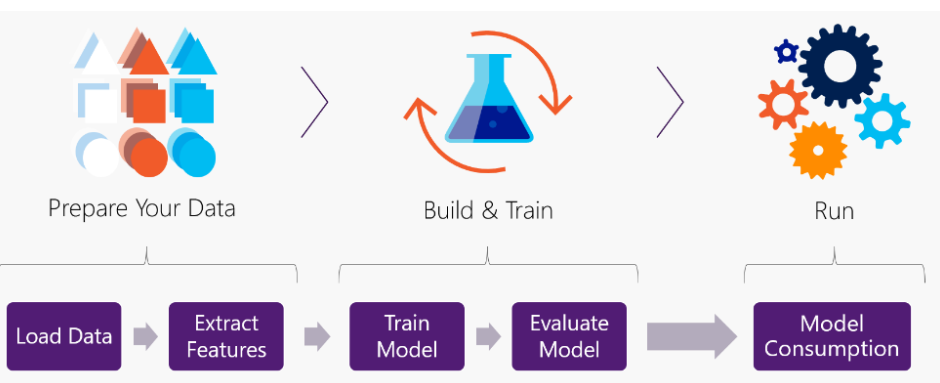 Prepare Your Data
Build & Train
Run
Load Data
Extract
Features
Train
Model
Evaluate
Model
Model
Consumption